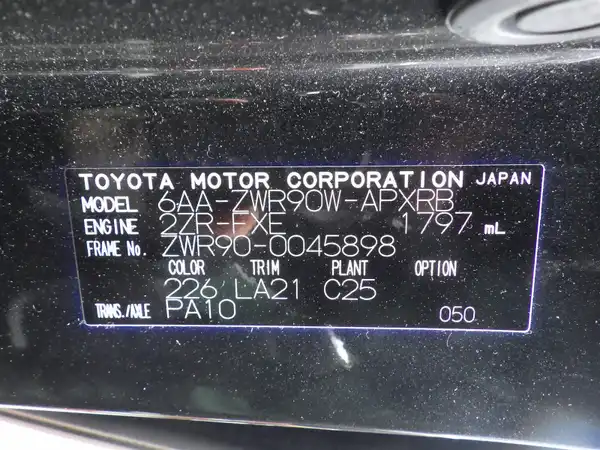 TOYOTA MOTOR CORPORATION JAPAN
MODEL 6AA-ZWR90W-APXRB
ENGINE 2ZR-FXE 1797 mL
FRAME No. ZWR90-0045898
COLOR TRIM PLANT OPTION
226 LA21 C25
TRANS./AXLE PA10 050